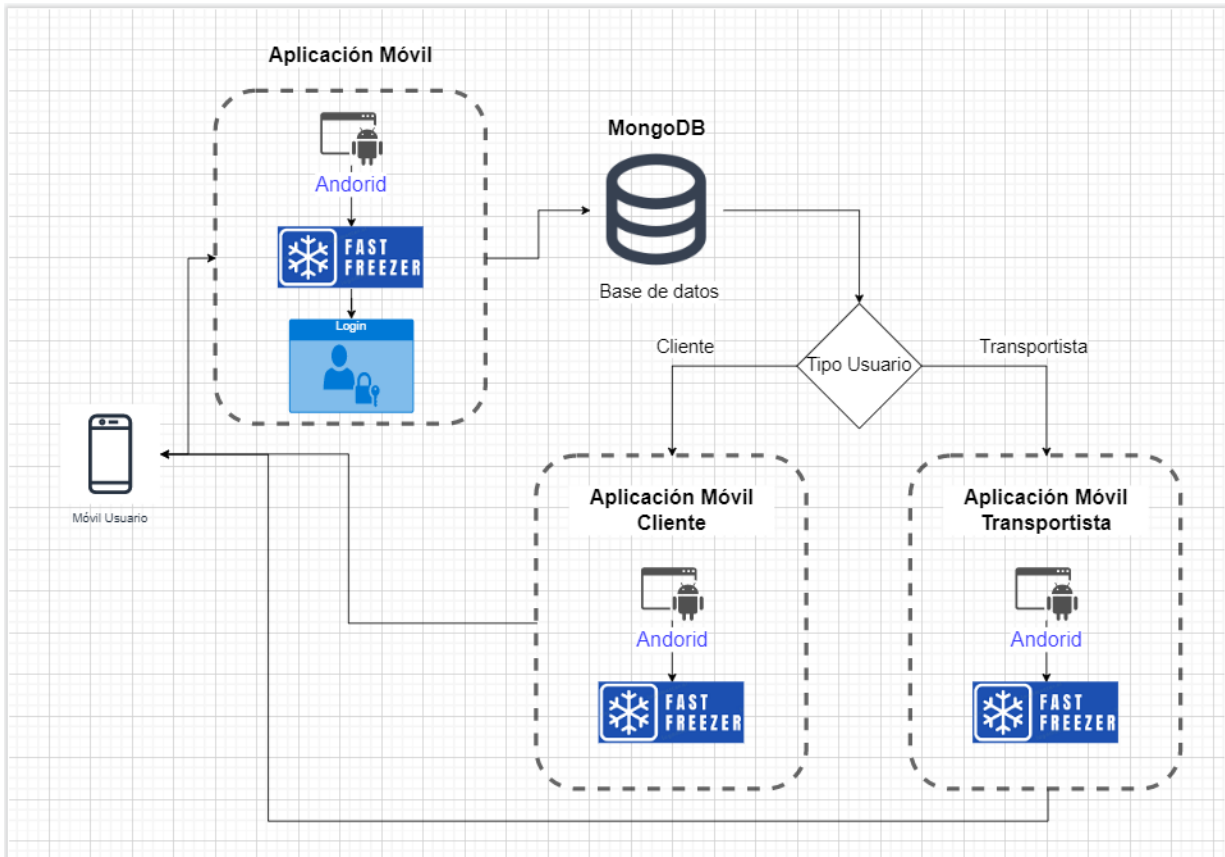 Aplicación Móvil
Andorid
FAST
FREEZER
Login
MongoDB
Base de datos
Tipo Usuario
Cliente
Transportista
Móvil Usuario
Aplicación Móvil
Cliente
Andorid
FAST
FREEZER
Aplicación Móvil
Transportista
Andorid
FAST
FREEZER